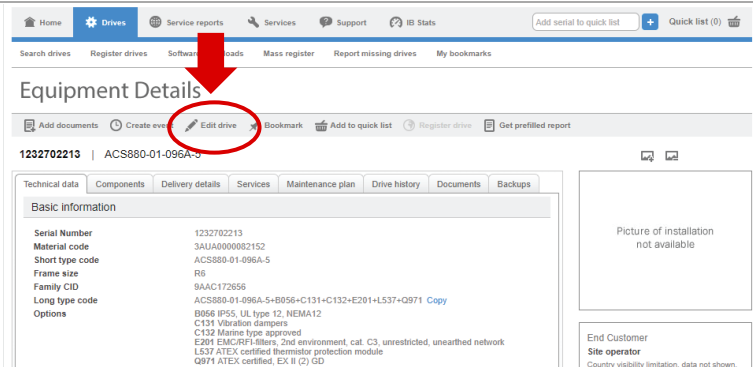 Home Drives Service reports Services Support IB Stats Add serial to quick list + Quick list (0)
Search drives Register drives Mass register Report missing drives My bookmarks
Equipment Details
Add documents Create event Edit drive Bookmark Add to quick list Register drive Get prefilled report
1232702213 | ACS880-01-096A-5
Technical data Components Delivery details Services Maintenance plan Drive history Documents Backups
Basic information
Serial Number 1232702213
Material code 3AUA0000082152
Short type code ACS880-01-096A-5
Frame size R6
Family CID 9AAC172656
Long type code ACS880-01-096A-5+B056+C131+C132+E201+L537+Q971 Copy
Options B056 IP55, UL type 12, NEMA12
C131 Vibration dampers
C132 Marine type approved
E201 EMC/RFI-filters, 2nd environment, cat. C3, unrestricted, unearthed network
L537 ATEX certified thermistor protection module
Q971 ATEX certified, EX II (2) GD
Picture of installation
not available
End Customer
Site operator
Country visibility limitation, data not shown.